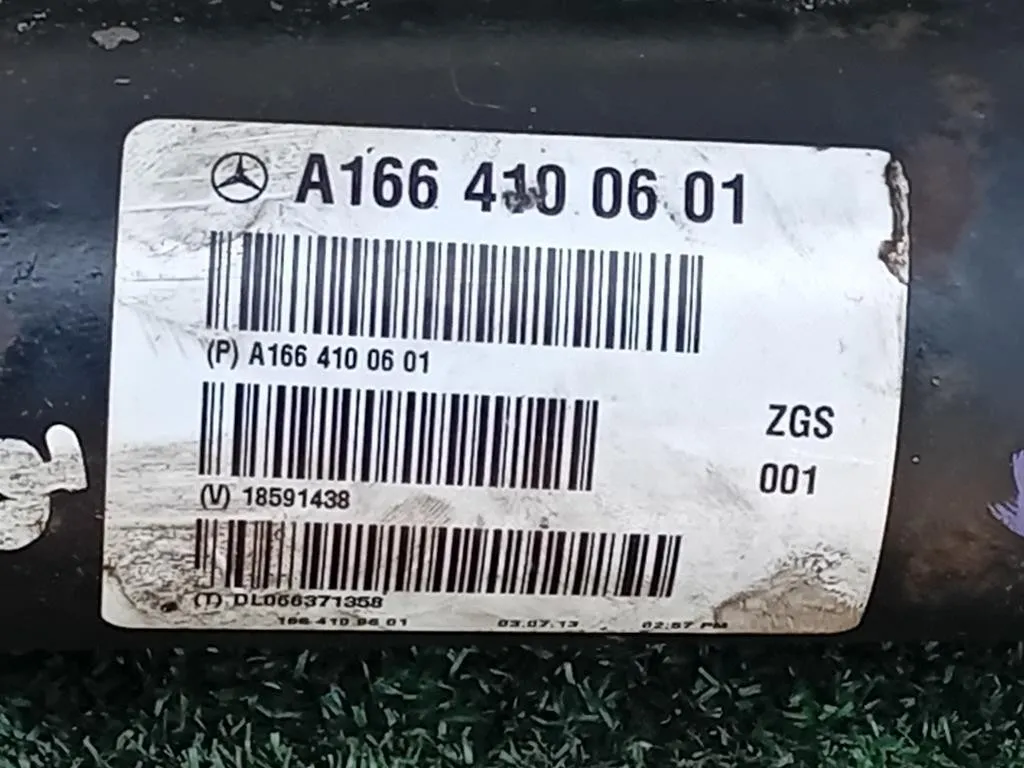 A166 410 06 01
(P) A166 410 06 01
ZGS
001
(V) 18591438
(T) DL066371358
166 410 06 01 03.07.13 02:57 PM